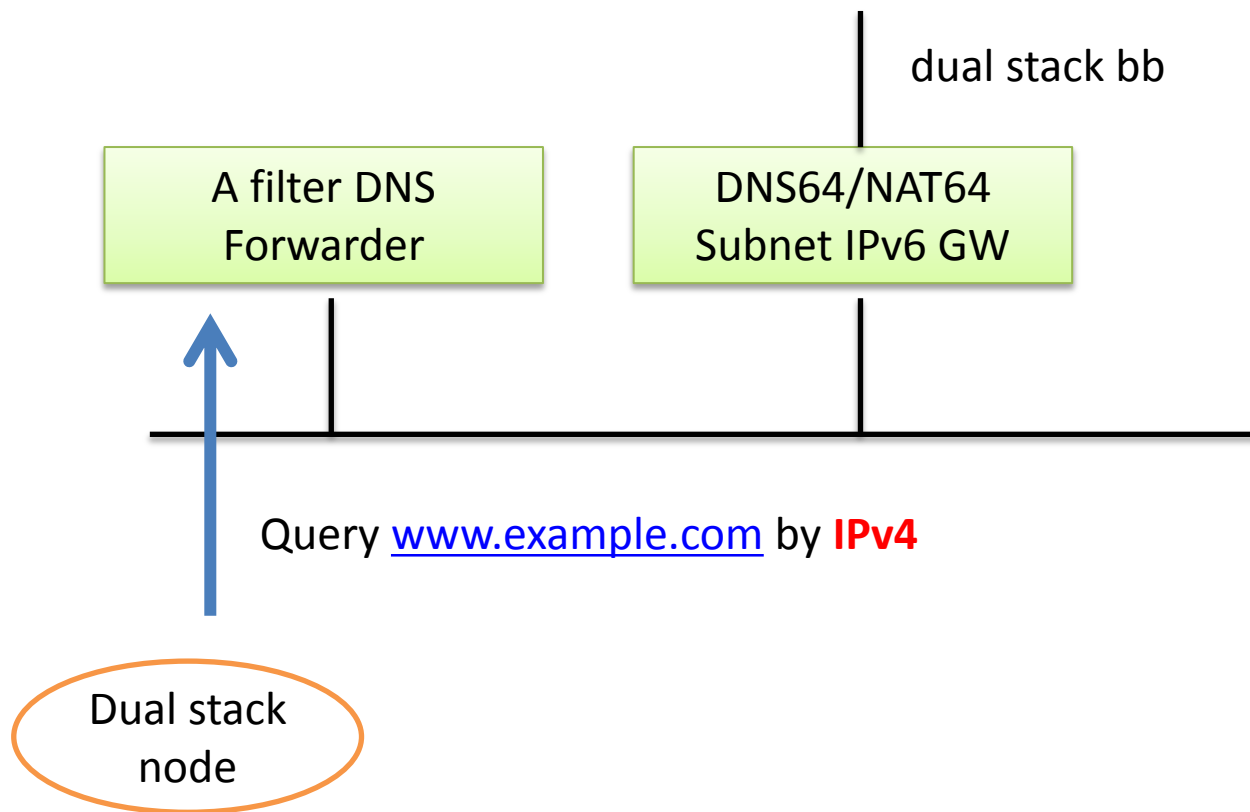 dual stack bb
A filter DNS
Forwarder
DNS64/NAT64
Subnet IPv6 GW
Query www.example.com by IPv4
Dual stack
node